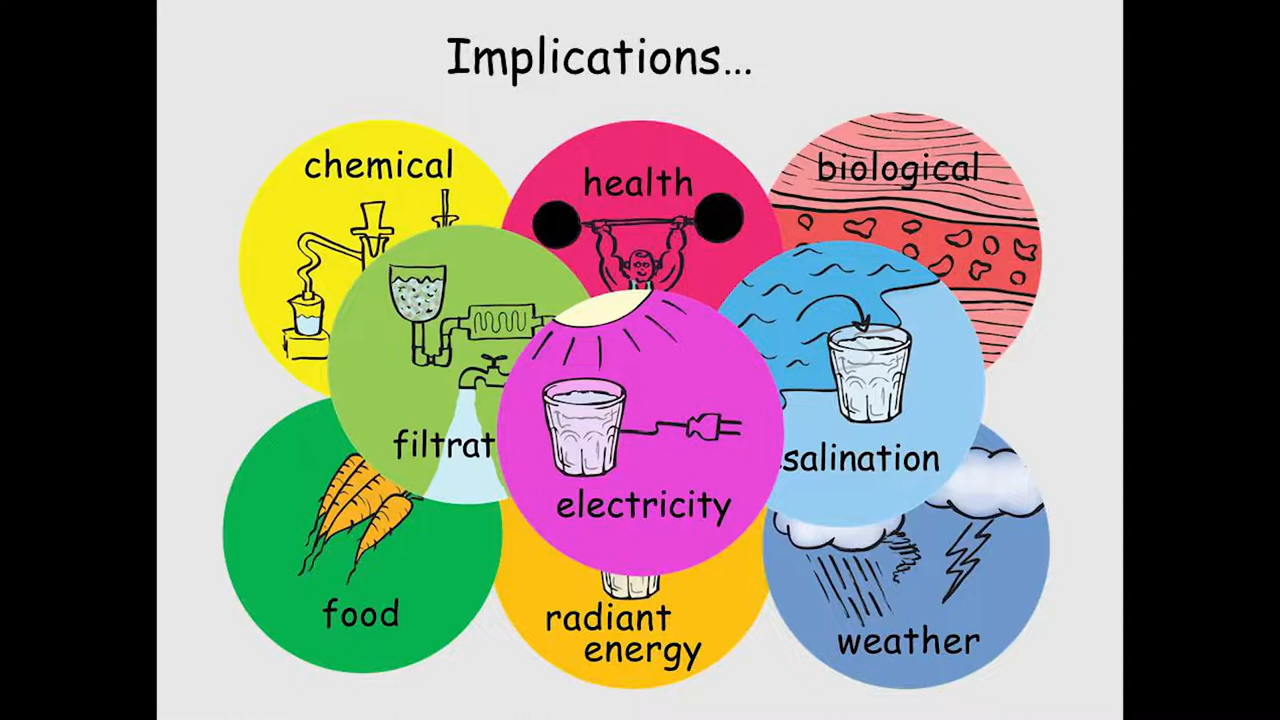 Implications...
chemical
health
biological
filtrat
salination
electricity
food
radiant
energy
weather